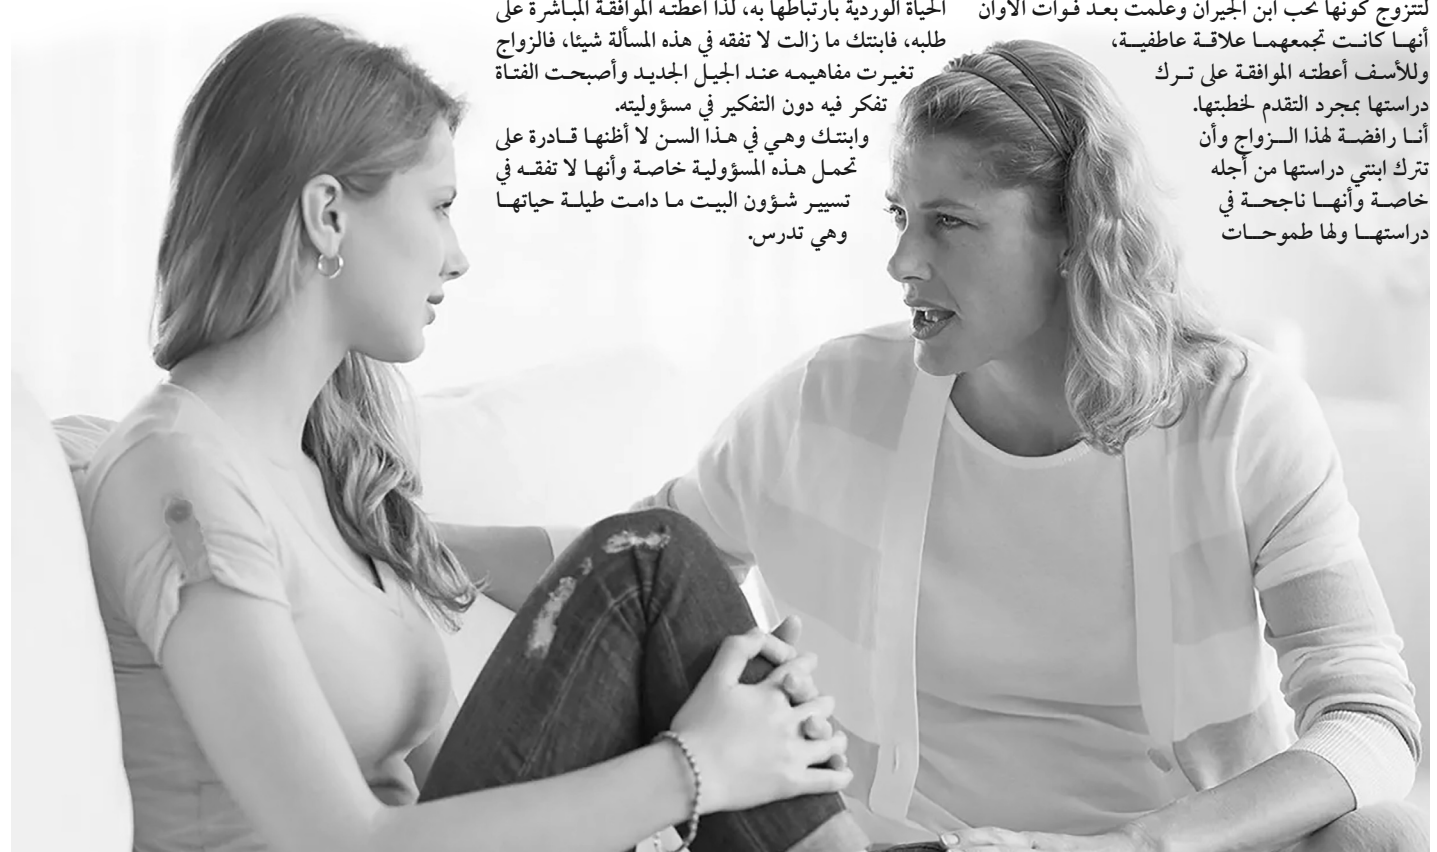 لتتزوج كونها تحب ابن الجيران وعلمت بعد فوات الأوان
أنها كانت تجمعهما علاقة عاطفية،
وللأسف أعطته الموافقة على ترك
دراستها بمجرد التقدم لخطبتها.
أنا رافضة لهذا الزواج وأن
تترك ابنتي دراستها من أجله
خاصة وأنها ناجحة في
دراستها ولها طموحات
الحياة الوردية بارتباطها به، لذا أعطته الموافقة المباشرة على
طلبه، فابنتك ما زالت لا تفقه في هذه المسألة شيئا، فالزواج
تغيرت مفاهيمه عند الجيل الجديد وأصبحت الفتاة
تفكر فيه دون التفكير في مسؤوليته.
وابنتك وهي في هذا السن لا أظنها قادرة على
تحمل هذه المسؤولية خاصة وأنها لا تفقه في
تسيير شؤون البيت ما دامت طيلة حياتها
وهي تدرس.